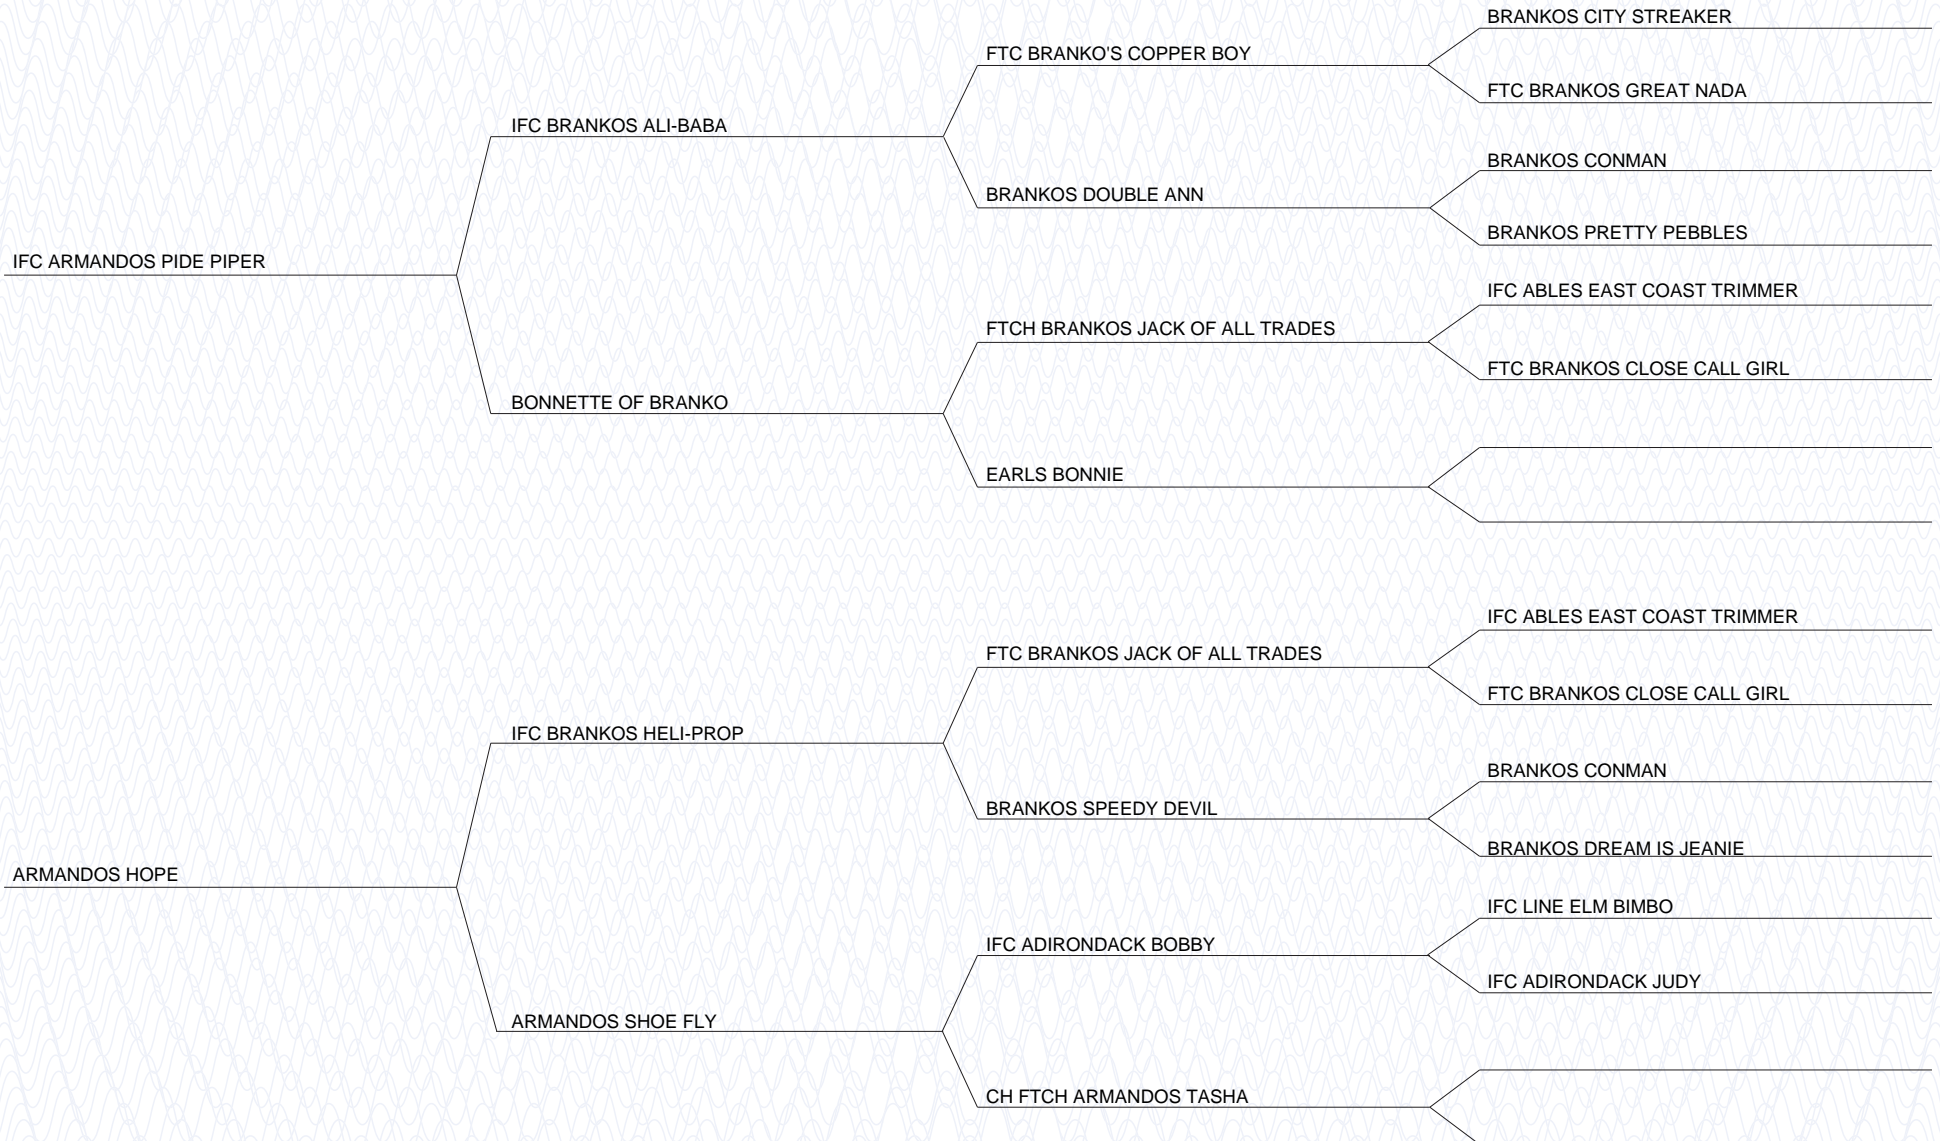 BRANKOS CITY STREAKER
FTC BRANKO'S COPPER BOY
FTC BRANKOS GREAT NADA
IFC BRANKOS ALI-BABA
BRANKOS CONMAN
BRANKOS DOUBLE ANN
BRANKOS PRETTY PEBBLES
IFC ARMANDOS PIDE PIPER
IFC ABLES EAST COAST TRIMMER
FTCH BRANKOS JACK OF ALL TRADES
FTC BRANKOS CLOSE CALL GIRL
BONNETTE OF BRANKO
EARLS BONNIE
IFC ABLES EAST COAST TRIMMER
FTC BRANKOS JACK OF ALL TRADES
FTC BRANKOS CLOSE CALL GIRL
IFC BRANKOS HELI-PROP
BRANKOS CONMAN
BRANKOS SPEEDY DEVIL
BRANKOS DREAM IS JEANIE
ARMANDOS HOPE
IFC LINE ELM BIMBO
IFC ADIRONDACK BOBBY
IFC ADIRONDACK JUDY
ARMANDOS SHOE FLY
CH FTCH ARMANDOS TASHA